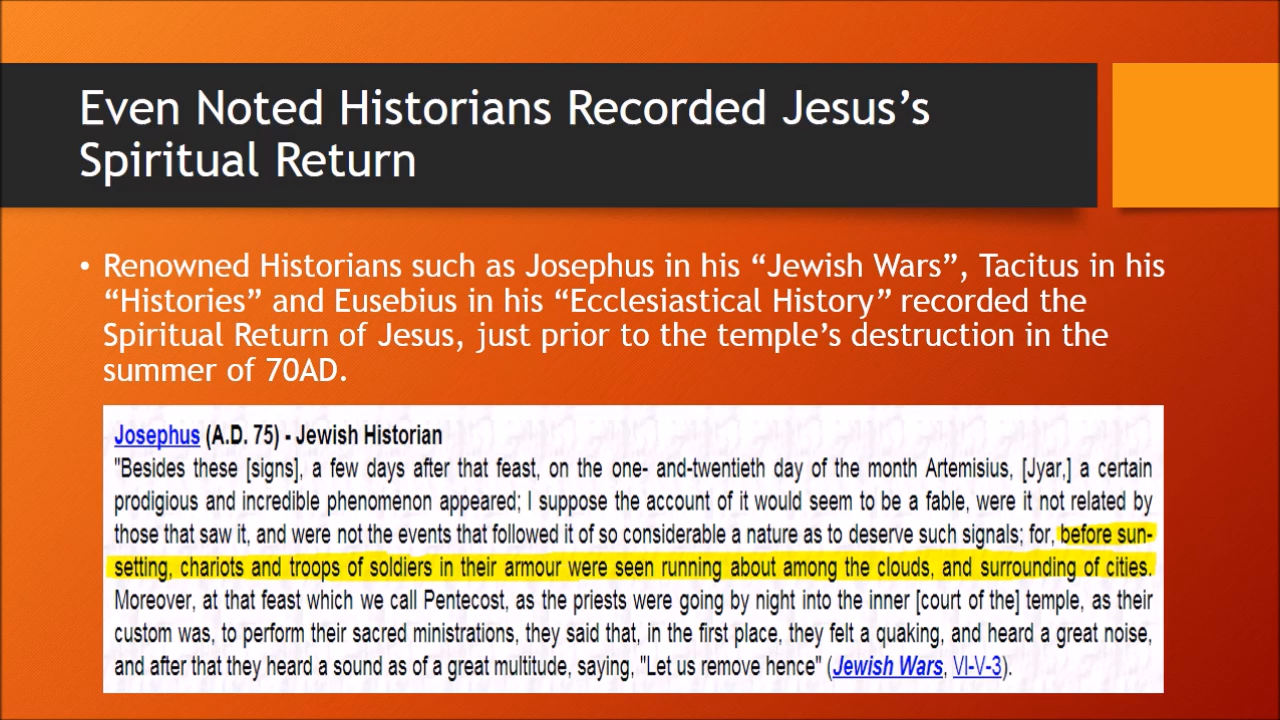 Even Noted Historians Recorded Jesus’s
Spiritual Return
• Renowned Historians such as Josephus in his “Jewish Wars”, Tacitus in his
“Histories” and Eusebius in his “Ecclesiastical History” recorded the
Spiritual Return of Jesus, just prior to the temple’s destruction in the
summer of 70AD.
Josephus (A.D. 75) - Jewish Historian
"Besides these [signs], a few days after that feast, on the one- and-twentieth day of the month Artemisius, [Jyar,] a certain
prodigious and incredible phenomenon appeared; I suppose the account of it would seem to be a fable, were it not related by
those that saw it, and were not the events that followed it of so considerable a nature as to deserve such signals; for, before sun-
setting, chariots and troops of soldiers in their armour were seen running about among the clouds, and surrounding of cities.
Moreover, at that feast which we call Pentecost, as the priests were going by night into the inner [court of the] temple, as their
custom was, to perform their sacred ministrations, they said that, in the first place, they felt a quaking, and heard a great noise,
and after that they heard a sound as of a great multitude, saying, "Let us remove hence" (Jewish Wars, VI-V-3).